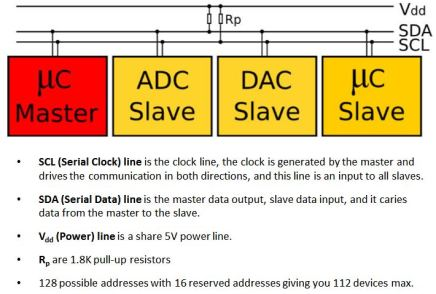 Vdd
Rp
SDA
SCL
μC Master
ADC Slave
DAC Slave
μC Slave
• SCL (Serial Clock) line is the clock line, the clock is generated by the master and
drives the communication in both directions, and this line is an input to all slaves.
• SDA (Serial Data) line is the master data output, slave data input, and it caries
data from the master to the slave.
• Vdd (Power) line is a share 5V power line.
• Rp are 1.8K pull-up resistors
• 128 possible addresses with 16 reserved addresses giving you 112 devices max.